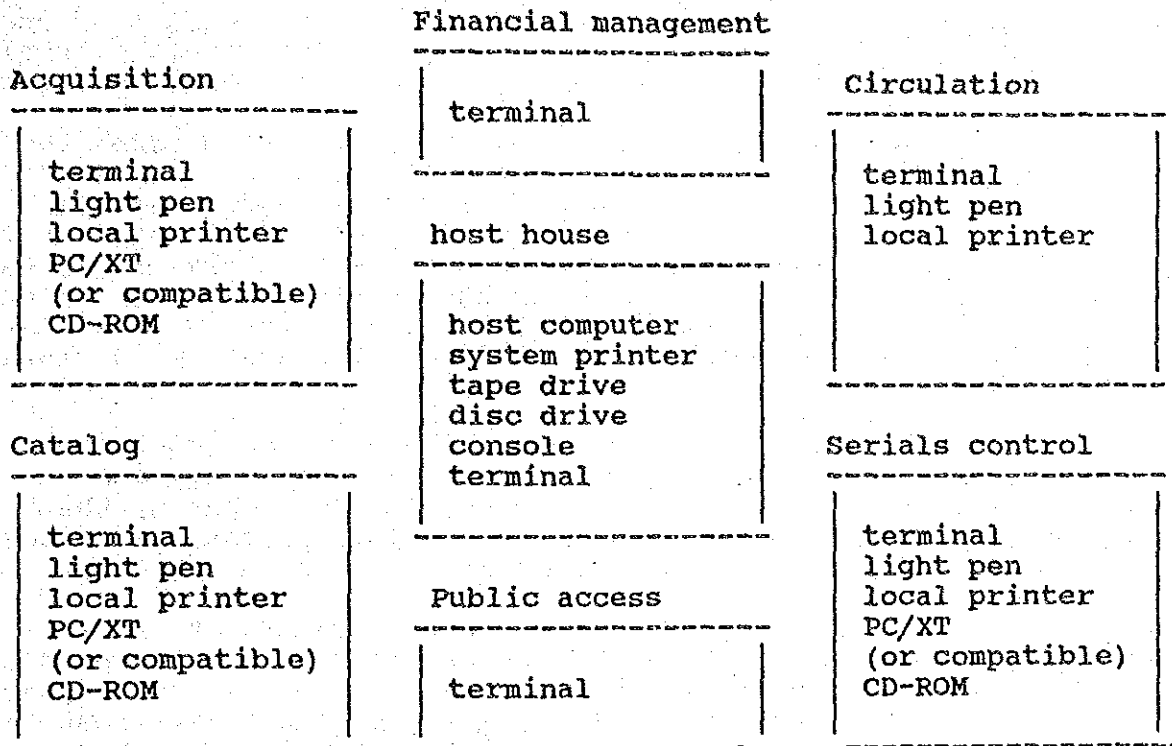 Financial management
terminal
Acquisition
terminal
light pen
local printer
PC/XT
(or compatible)
CD-ROM
Circulation
terminal
light pen
local printer
host house
host computer
system printer
tape drive
disc drive
console
terminal
Catalog
terminal
light pen
local printer
PC/XT
(or compatible)
CD-ROM
Public access
terminal
Serials control
terminal
light pen
local printer
PC/XT
(or compatible)
CD-ROM